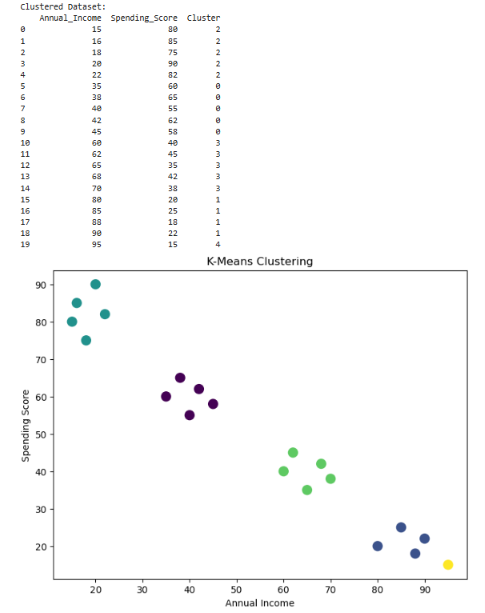 Clustered Dataset:
Annual_Income Spending_Score Cluster
0 15 80 2
1 16 85 2
2 18 75 2
3 20 90 2
4 22 82 2
5 35 60 0
6 38 65 0
7 40 55 0
8 42 62 0
9 45 58 0
10 60 40 3
11 62 45 3
12 65 35 3
13 68 42 3
14 70 38 3
15 80 20 1
16 85 25 1
17 88 18 1
18 90 22 1
19 95 15 4
K-Means Clustering
90
80
70
60
50
40
30
20
Spending Score
20 30 40 50 60 70 80 90
Annual Income